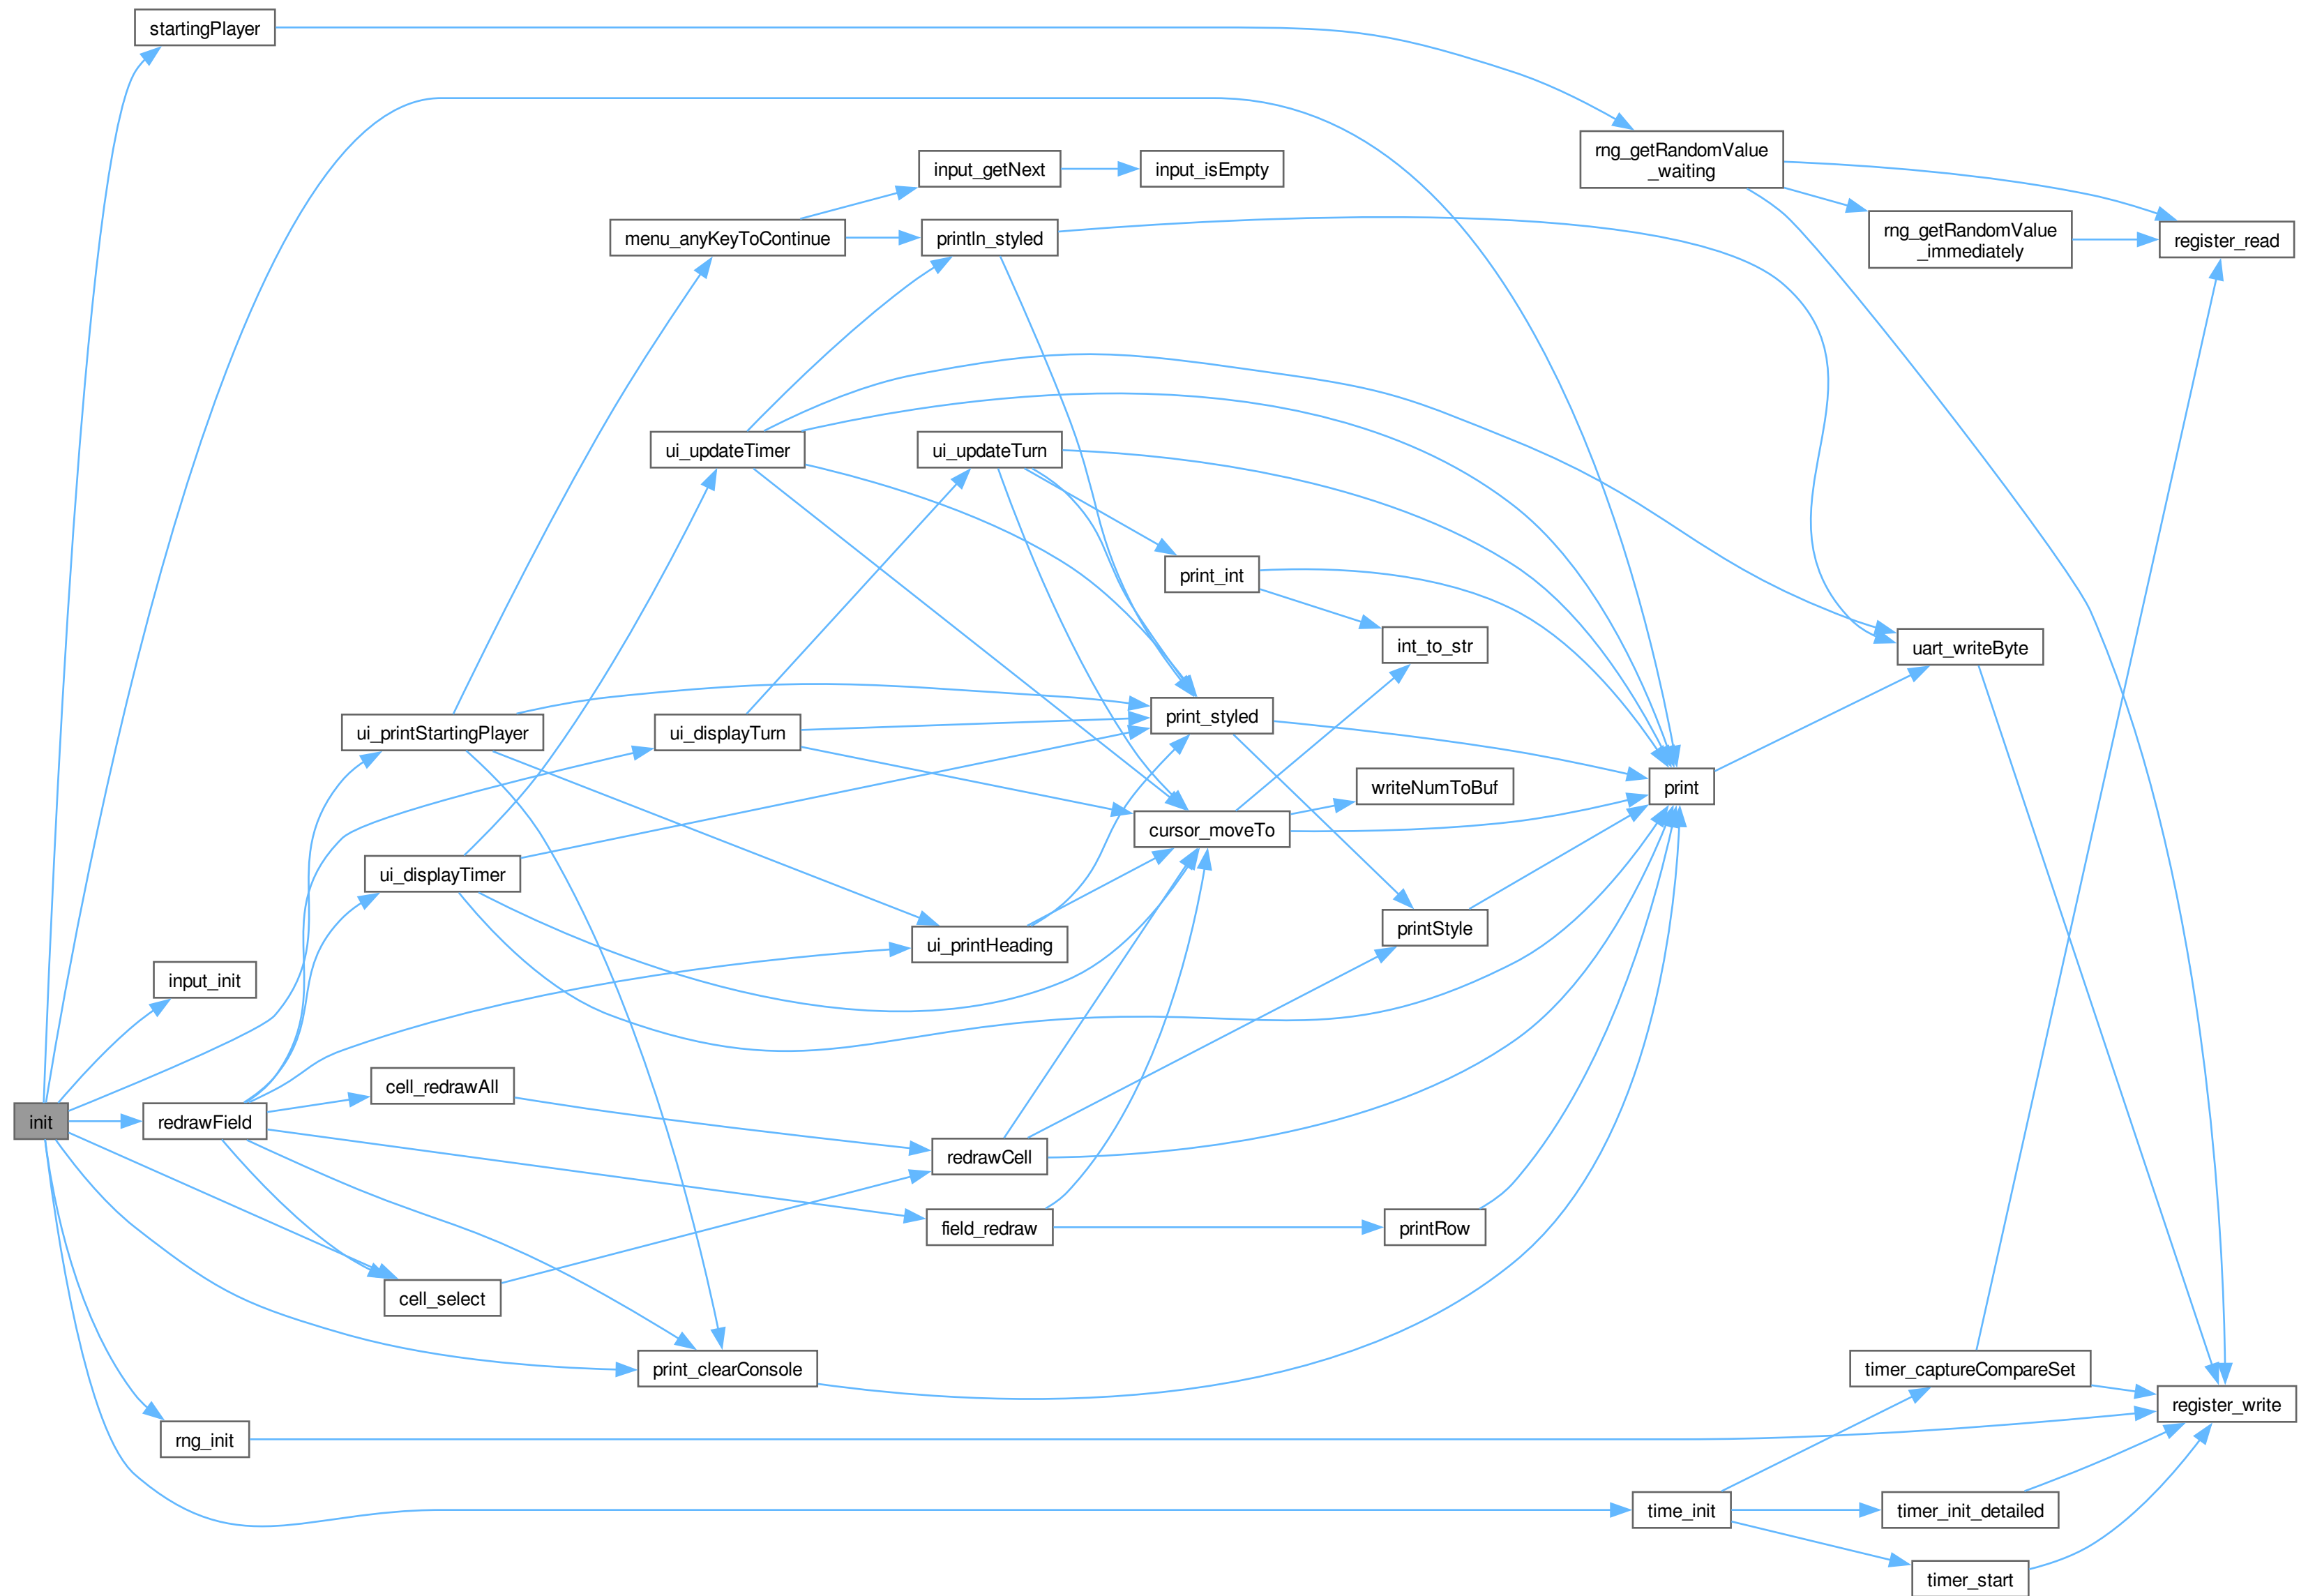 startingPlayer
rng_getRandomValue
_waiting
input_getNext
input_isEmpty
menu_anyKeyToContinue
println_styled
rng_getRandomValue
_immediately
register_read
ui_updateTimer
ui_updateTurn
print_int
int_to_str
uart_writeByte
ui_printStartingPlayer
ui_displayTurn
print_styled
writeNumToBuf
print
cursor_moveTo
ui_displayTimer
printStyle
ui_printHeading
input_init
cell_redrawAll
init
redrawField
redrawCell
field_redraw
printRow
cell_select
print_clearConsole
timer_captureCompareSet
register_write
rng_init
time_init
timer_init_detailed
timer_start